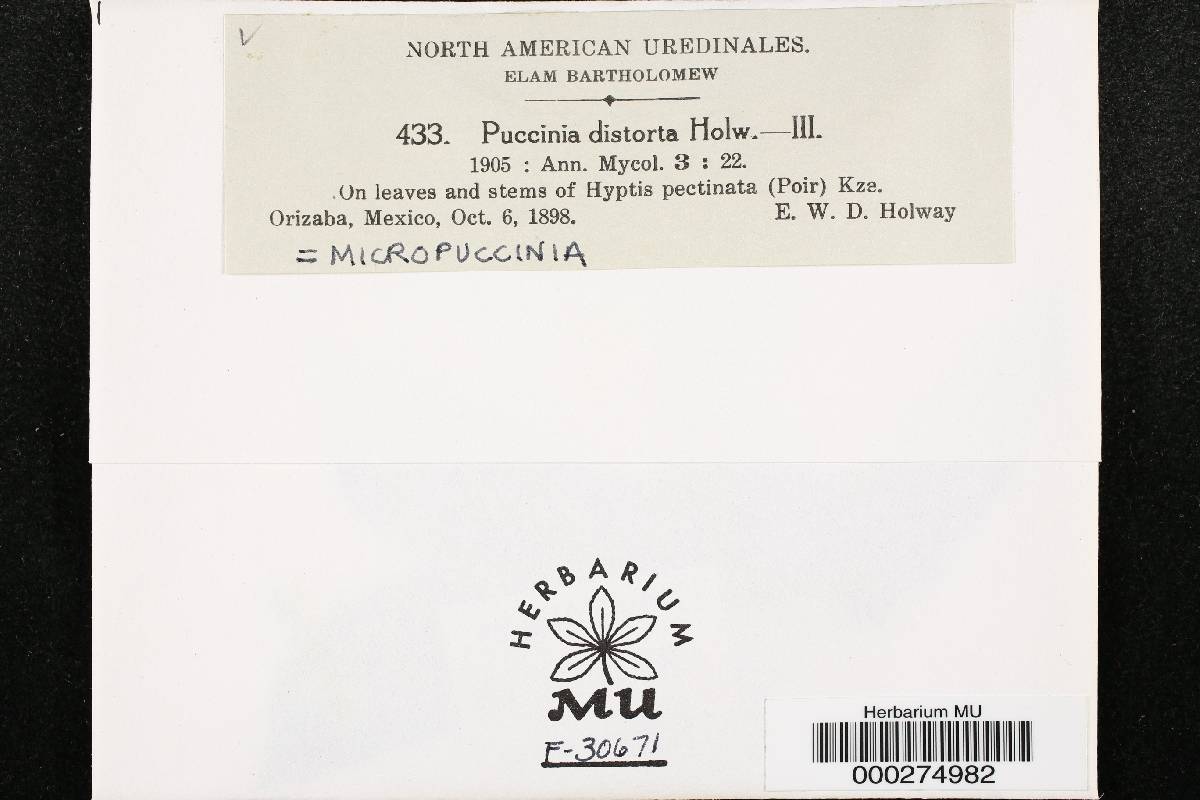 NORTH AMERICAN UREDINALES.
ELAM BARTHOLOMEW
433. Puccinia distorta Holw.—III.
1905 : Ann. Mycol. 3 : 22.
On leaves and stems of Hyptis pectinata (Poir) Kze.
Orizaba, Mexico, Oct. 6, 1898. E. W. D. Holway
= MICROPUCCINIA
HERBARIUM
MU
F-30671
Herbarium MU
000274982